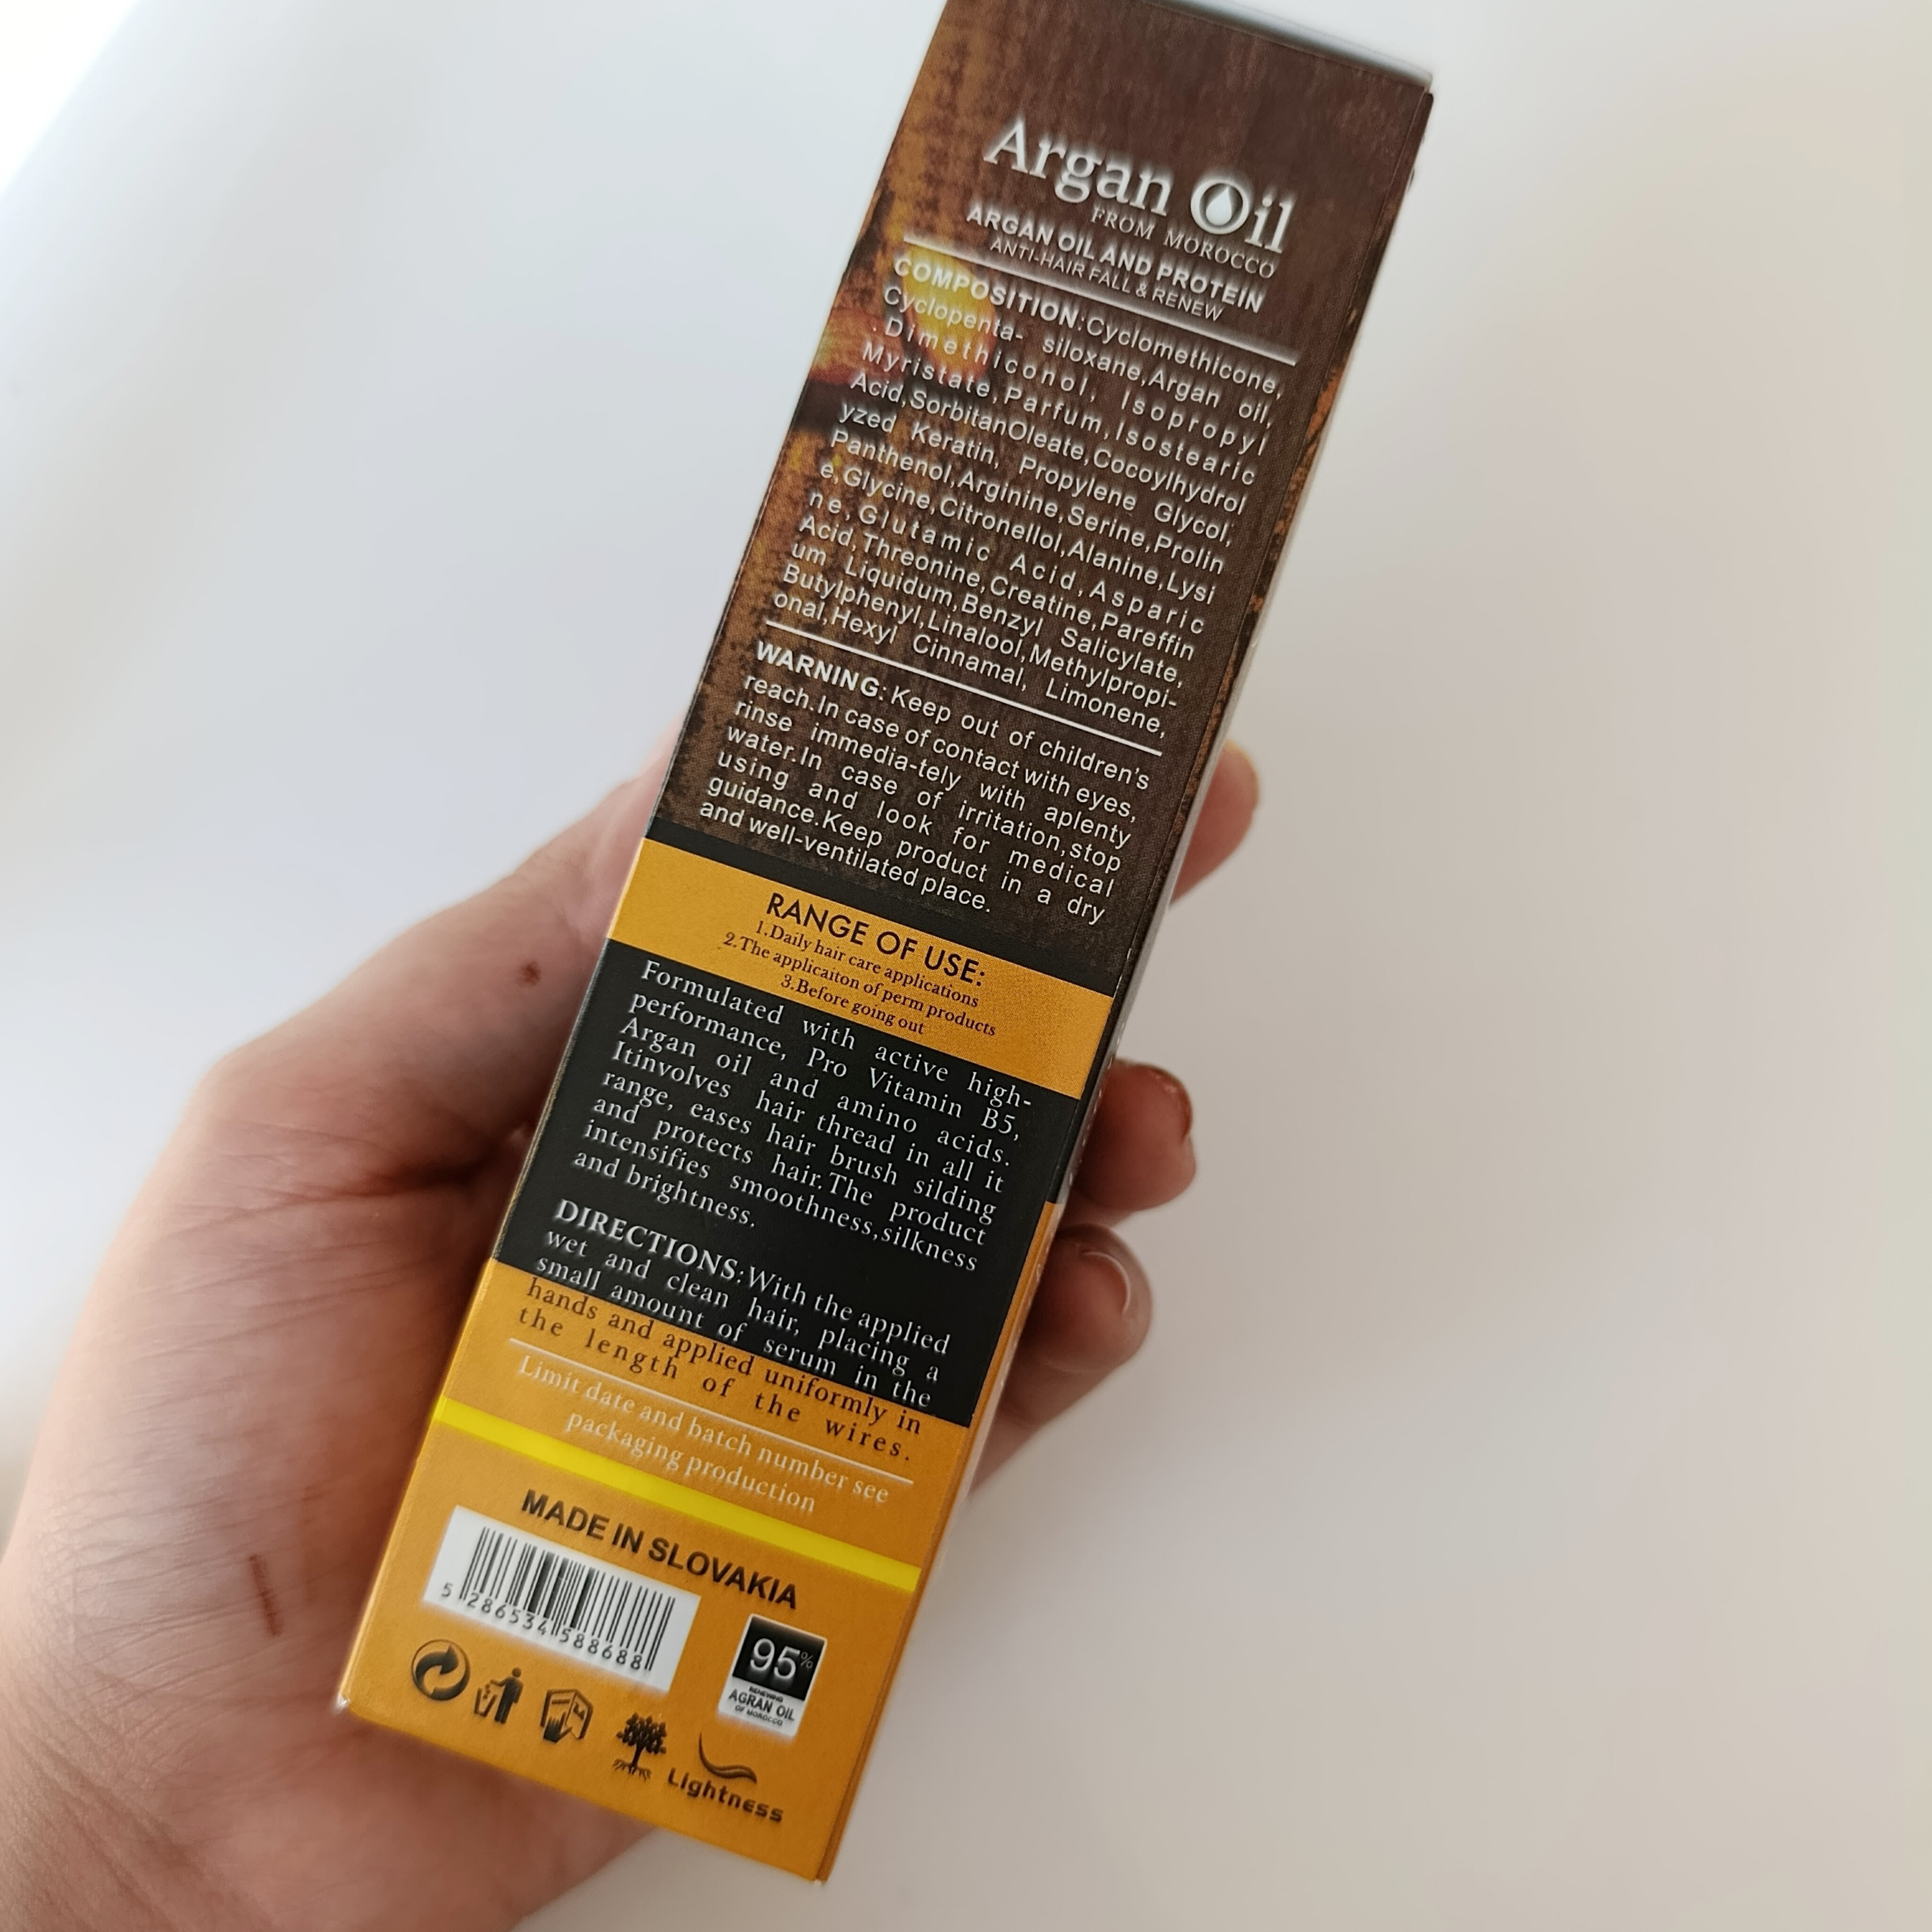 Argan Oil
FROM MOROCCO
ARGAN OIL AND PROTEIN
ANTI-HAIR FALL & RENEW
COMPOSITION:Cyclomethicone,
Cyclopenta- siloxane,Argan oil,
Dimethiconol, Isopropyl
Myristate,Parfum,Isostearic
Acid,SorbitanOleate,Cocoylhydrol
yzed Keratin, Propylene Glycol,
Panthenol,Arginine,Serine,Prolin
e,Glycine,Citronellol,Alanine,Lysi
ne,Glutamic Acid,Asparic
Acid,Threonine,Creatine,Pareffin
um Liquidum,Benzyl Salicylate,
Butylphenyl,Linalool,Methylpropi-
onal,Hexyl Cinnamal, Limonene,
WARNING: Keep out of children's
reach.In case of contact with eyes,
rinse immedia-tely with aplenty
water.In case of irritation,stop
using and look for medical
guidance.Keep product in a dry
and well-ventilated place.
RANGE OF USE:
1.Daily hair care applications
2.The applicaiton of perm products
3.Before going out
Formulated with active high-
performance, Pro Vitamin B5,
Argan oil and amino acids.
Itinvolves hair thread in all it
range, eases hair brush silding
and protects hair.The product
intensifies smoothness,silkness
and brightness.
DIRECTIONS:With the applied
wet and clean hair, placing a
small amount of serum in the
hands and applied uniformly in
the length of the wires.
Limit date and batch number see
packaging production
MADE IN SLOVAKIA
5 286534 588688
95%
RENEWING
AGRAN OIL
OF MOROCCO
Lightness